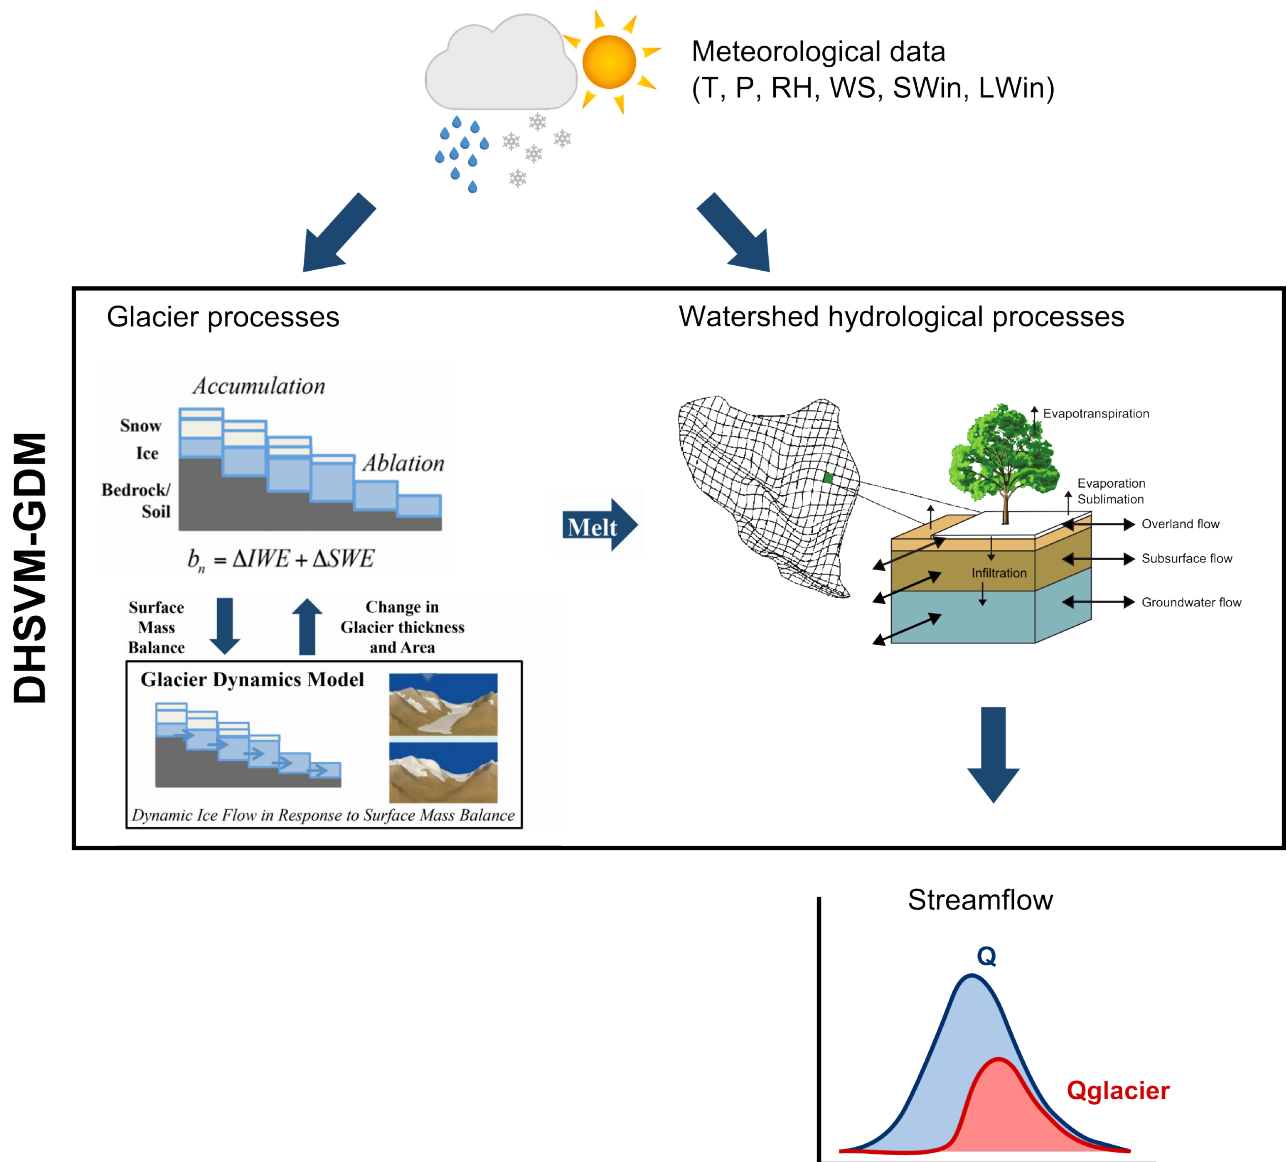 Meteorological data
(T, P, RH, WS, SWin, LWin)
DHSVM-GDM
Glacier processes
Accumulation
Snow
Ice
Ablation
Bedrock/
Soil
bn = ΔIWE + ΔSWE
Surface
Mass
Balance
Change in
Glacier thickness
and Area
Glacier Dynamics Model
Dynamic Ice Flow in Response to Surface Mass Balance
Melt
Watershed hydrological processes
Evapotranspiration
Evaporation
Sublimation
Overland flow
Subsurface flow
Infiltration
Groundwater flow
Streamflow
Q
Qglacier